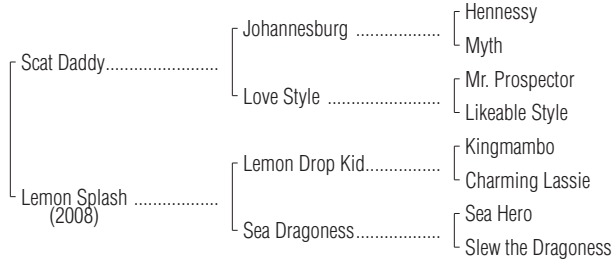 Hennessy
Johannesburg ..................
Myth
Scat Daddy........................
Mr. Prospector
Love Style ........................
Likeable Style
Kingmambo
Lemon Drop Kid................
Charming Lassie
Lemon Splash ..................
(2008)
Sea Hero
Sea Dragoness..................
Slew the Dragoness